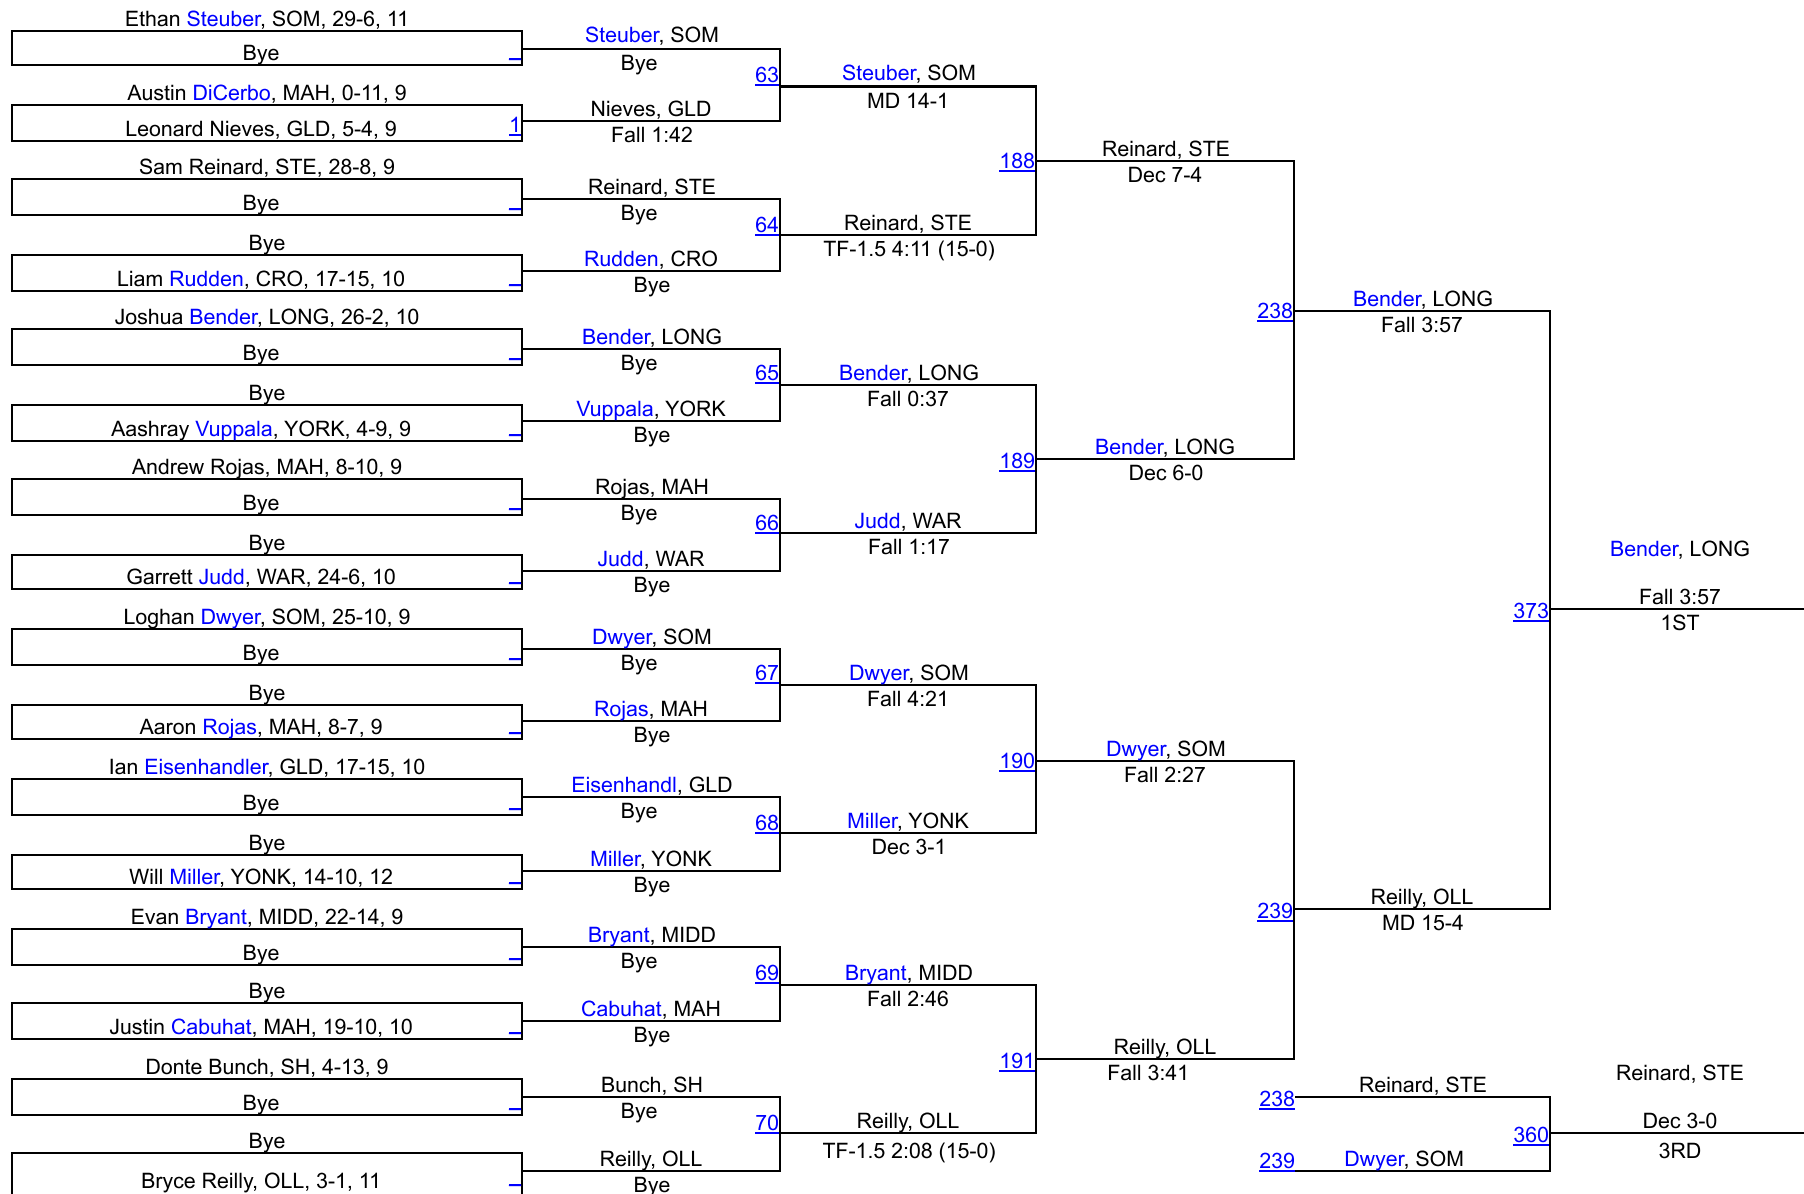 Ethan Steuber, SOM, 29-6, 11
Bye
Austin DiCerbo, MAH, 0-11, 9
Leonard Nieves, GLD, 5-4, 9
1
Sam Reinard, STE, 28-8, 9
Bye
Bye
Liam Rudden, CRO, 17-15, 10
Joshua Bender, LONG, 26-2, 10
Bye
Bye
Aashray Vuppala, YORK, 4-9, 9
Andrew Rojas, MAH, 8-10, 9
Bye
Bye
Garrett Judd, WAR, 24-6, 10
Loghan Dwyer, SOM, 25-10, 9
Bye
Bye
Aaron Rojas, MAH, 8-7, 9
Ian Eisenhandler, GLD, 17-15, 10
Bye
Bye
Will Miller, YONK, 14-10, 12
Evan Bryant, MIDD, 22-14, 9
Bye
Bye
Justin Cabuhat, MAH, 19-10, 10
Donte Bunch, SH, 4-13, 9
Bye
Bye
Bryce Reilly, OLL, 3-1, 11
Steuber, SOM
Bye
63
Nieves, GLD
Fall 1:42
Reinard, STE
Bye
64
Rudden, CRO
Bye
Bender, LONG
Bye
65
Vuppala, YORK
Bye
Rojas, MAH
Bye
66
Judd, WAR
Bye
Dwyer, SOM
Bye
67
Rojas, MAH
Bye
Eisenhandl, GLD
Bye
68
Miller, YONK
Bye
Bryant, MIDD
Bye
69
Cabuhat, MAH
Bye
Bunch, SH
Bye
70
Reilly, OLL
Bye
Steuber, SOM
MD 14-1
188
Reinard, STE
TF-1.5 4:11 (15-0)
Bender, LONG
Fall 0:37
189
Judd, WAR
Fall 1:17
Dwyer, SOM
Fall 4:21
190
Miller, YONK
Dec 3-1
Bryant, MIDD
Fall 2:46
191
Reilly, OLL
TF-1.5 2:08 (15-0)
Reinard, STE
Dec 7-4
238
Bender, LONG
Dec 6-0
Dwyer, SOM
Fall 2:27
239
Reilly, OLL
Fall 3:41
Bender, LONG
Fall 3:57
373
Reilly, OLL
MD 15-4
Bender, LONG
Fall 3:57
1ST
238
Reinard, STE
360
239
Dwyer, SOM
Reinard, STE
Dec 3-0
3RD